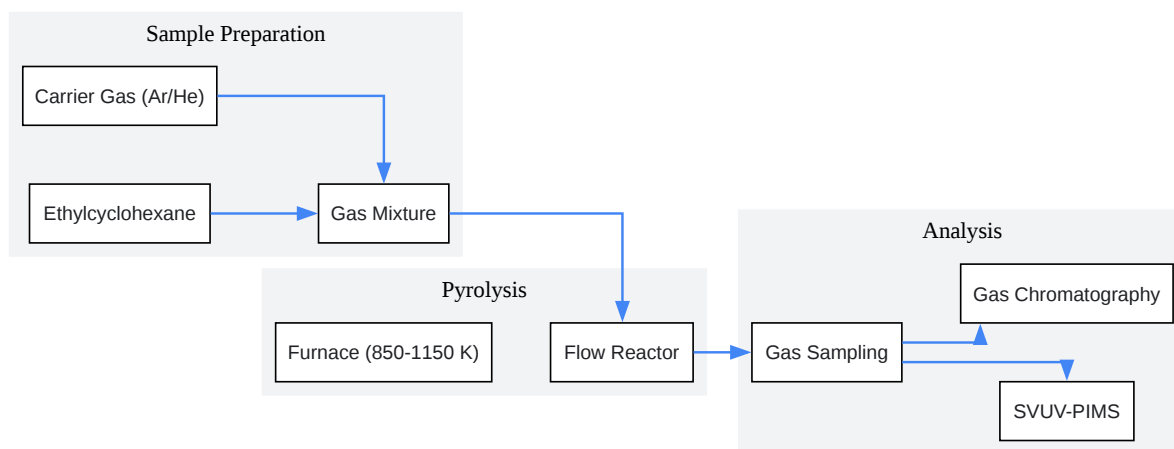 Sample Preparation
Carrier Gas (Ar/He)
Ethylcyclohexane
Gas Mixture
Pyrolysis
Furnace (850-1150 K)
Flow Reactor
Analysis
Gas Sampling
Gas Chromatography
SVUV-PIMS